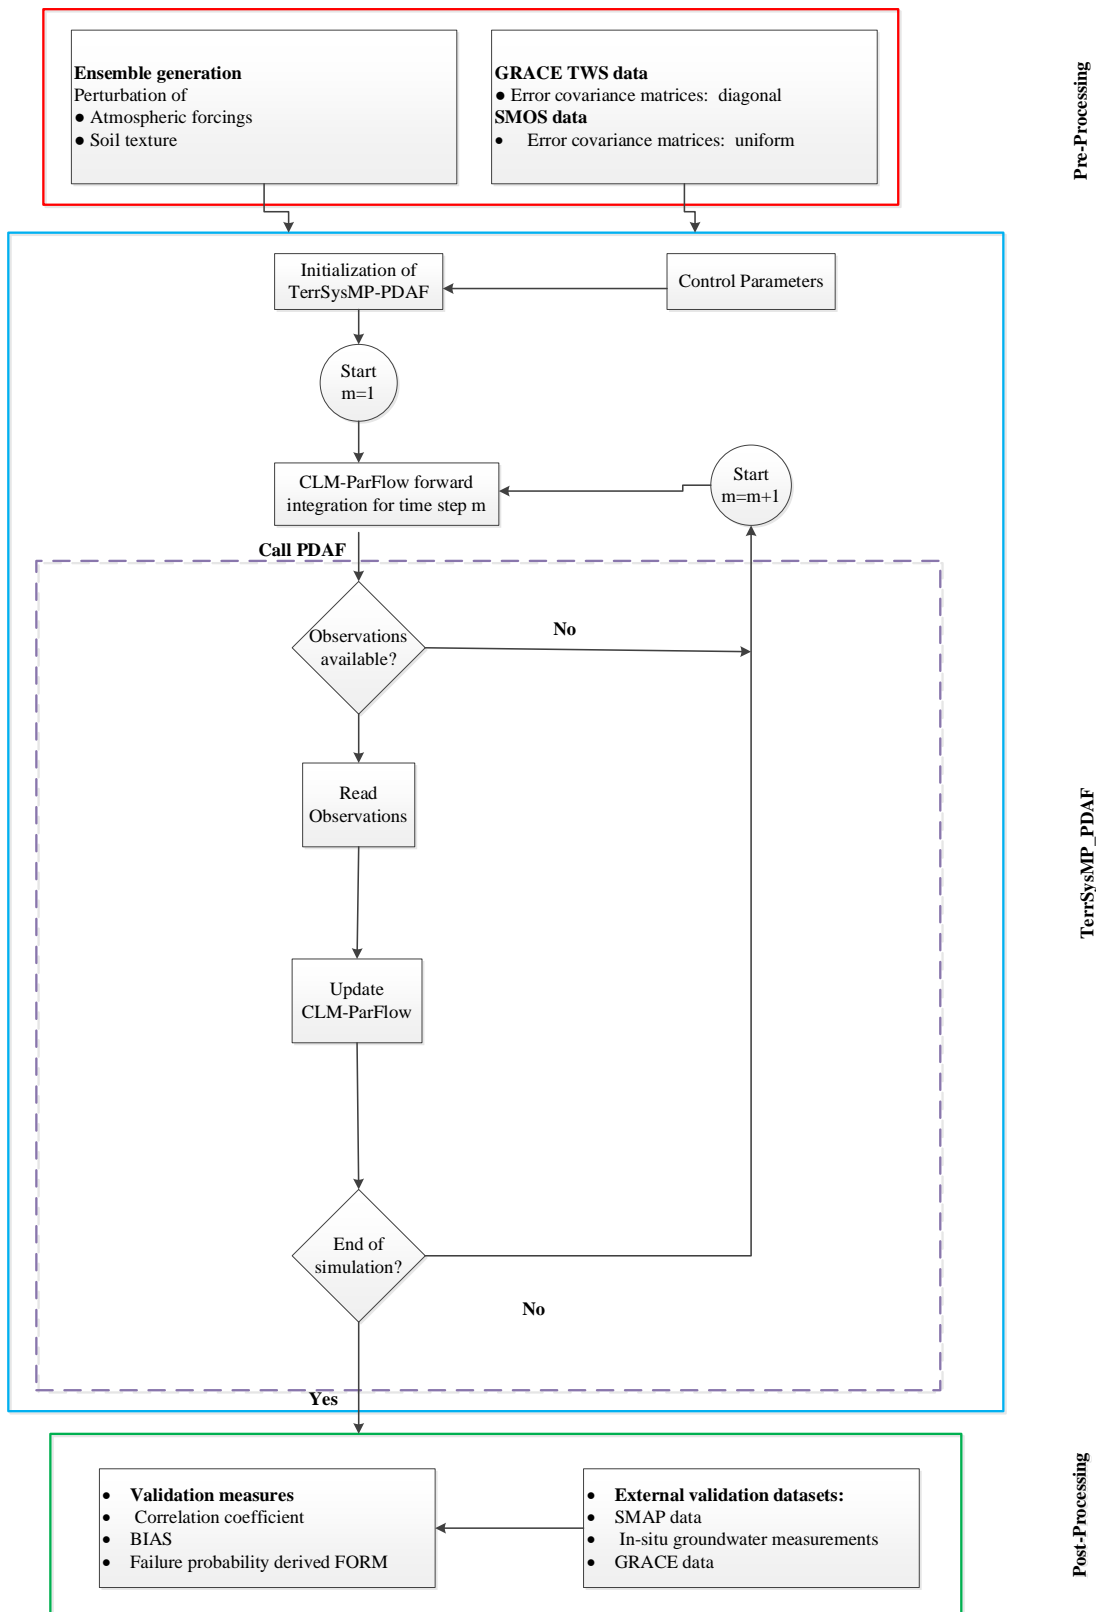 Ensemble generation
Perturbation of
● Atmospheric forcings
● Soil texture
GRACE TWS data
● Error covariance matrices: diagonal
SMOS data
• Error covariance matrices: uniform
Pre-Processing
Initialization of
TerrSysMP-PDAF
Control Parameters
Start
m=1
CLM-ParFlow forward
integration for time step m
Start
m=m+1
Call PDAF
Observations
available?
No
Read
Observations
Update
CLM-ParFlow
TerrSysMP_PDAF
End of
simulation?
No
Yes
• Validation measures
• Correlation coefficient
• BIAS
• Failure probability derived FORM
• External validation datasets:
• SMAP data
• In-situ groundwater measurements
• GRACE data
Post-Processing